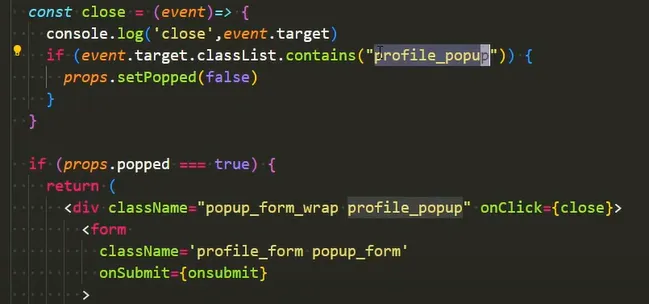 const close = (event)=> {
console.log('close',event.target)
if (event.target.classList.contains("profile_popup")) {
props.setPopped(false)
}
}
if (props.popped === true) {
return (
<div className="popup_form_wrap profile_popup" onClick={close}>
<form
className='profile_form popup_form'
onSubmit={onsubmit}
>